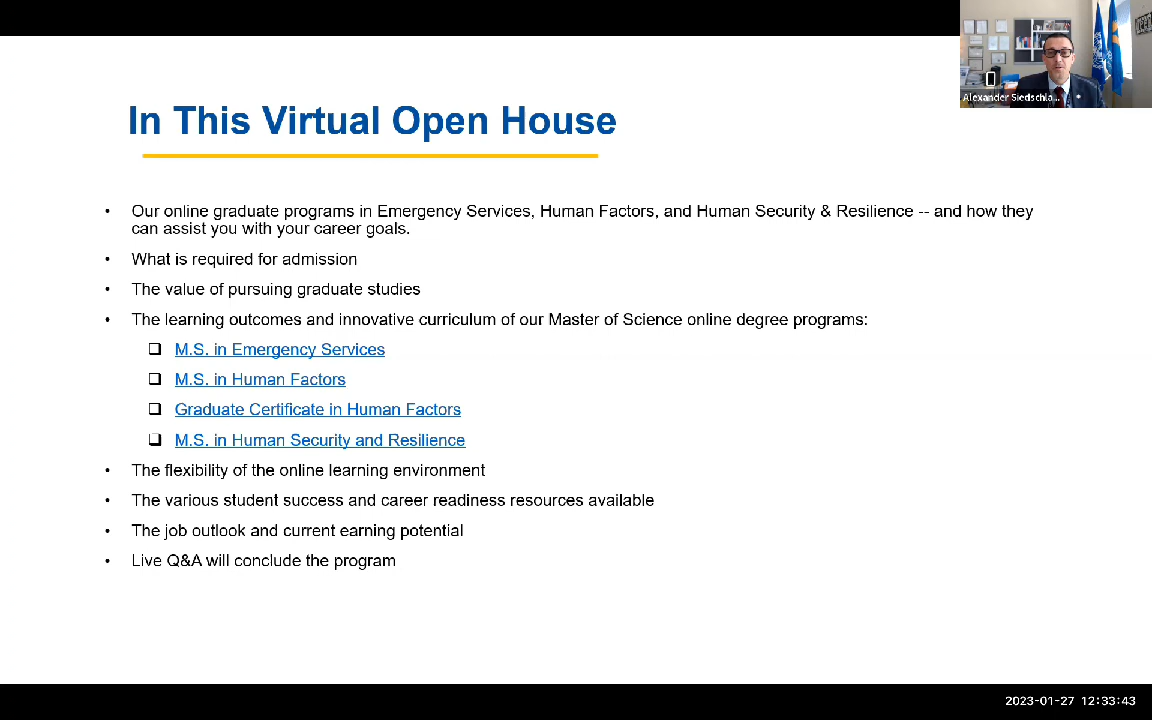 Alexander Siedschla...
In This Virtual Open House
• Our online graduate programs in Emergency Services, Human Factors, and Human Security & Resilience -- and how they
can assist you with your career goals.
• What is required for admission
• The value of pursuing graduate studies
• The learning outcomes and innovative curriculum of our Master of Science online degree programs:
❑ M.S. in Emergency Services
❑ M.S. in Human Factors
❑ Graduate Certificate in Human Factors
❑ M.S. in Human Security and Resilience
• The flexibility of the online learning environment
• The various student success and career readiness resources available
• The job outlook and current earning potential
• Live Q&A will conclude the program
2023-01-27 12:33:43